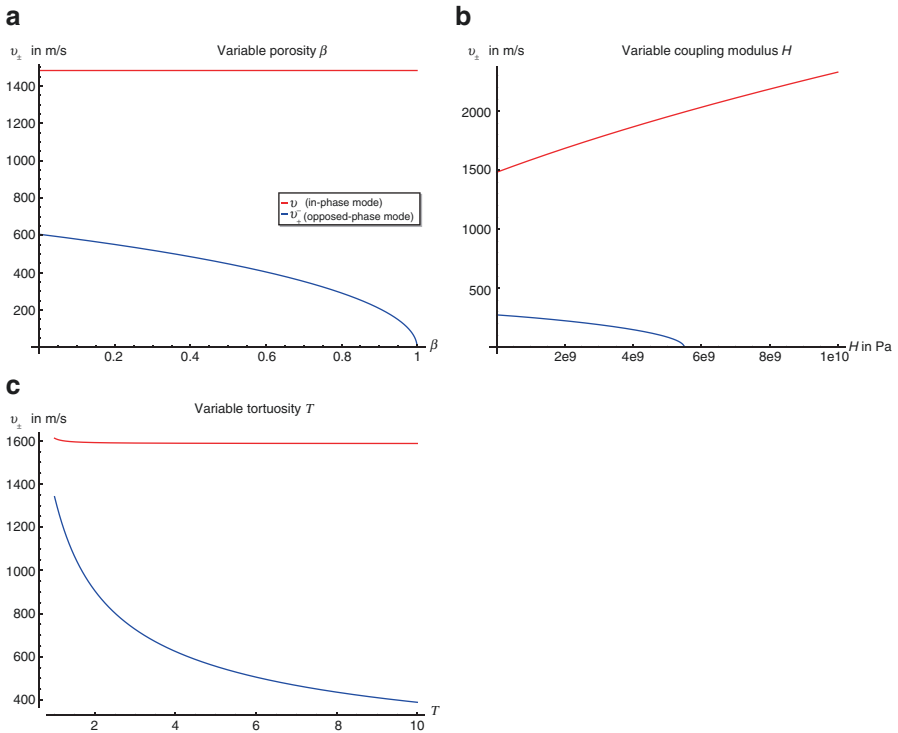 a
υ± in m/s
Variable porosity β
1400
1200
1000
800
600
400
200
0.2
0.4
0.6
0.8
1
β
υ (in-phase mode)
υ̟ (opposed-phase mode)
b
υ± in m/s
Variable coupling modulus H
2000
1500
1000
500
2e9
4e9
6e9
8e9
1e10
H in Pa
c
υ± in m/s
Variable tortuosity T
1600
1400
1200
1000
800
600
400
2
4
6
8
10
T